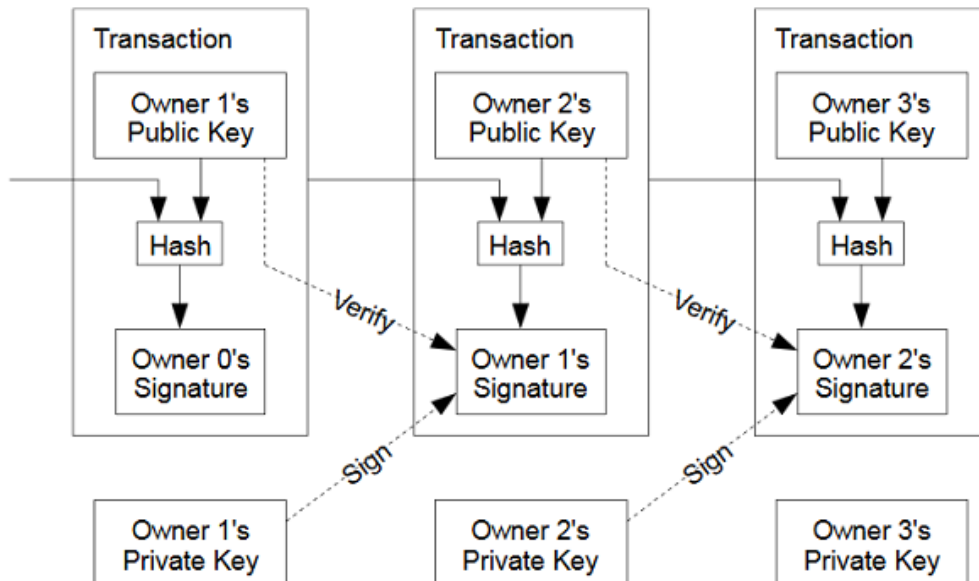 Transaction
Owner 1's
Public Key
Hash
Verify
Owner 0's
Signature
Sign
Owner 1's
Private Key
Transaction
Owner 2's
Public Key
Hash
Verify
Owner 1's
Signature
Sign
Owner 2's
Private Key
Transaction
Owner 3's
Public Key
Hash
Owner 2's
Signature
Owner 3's
Private Key